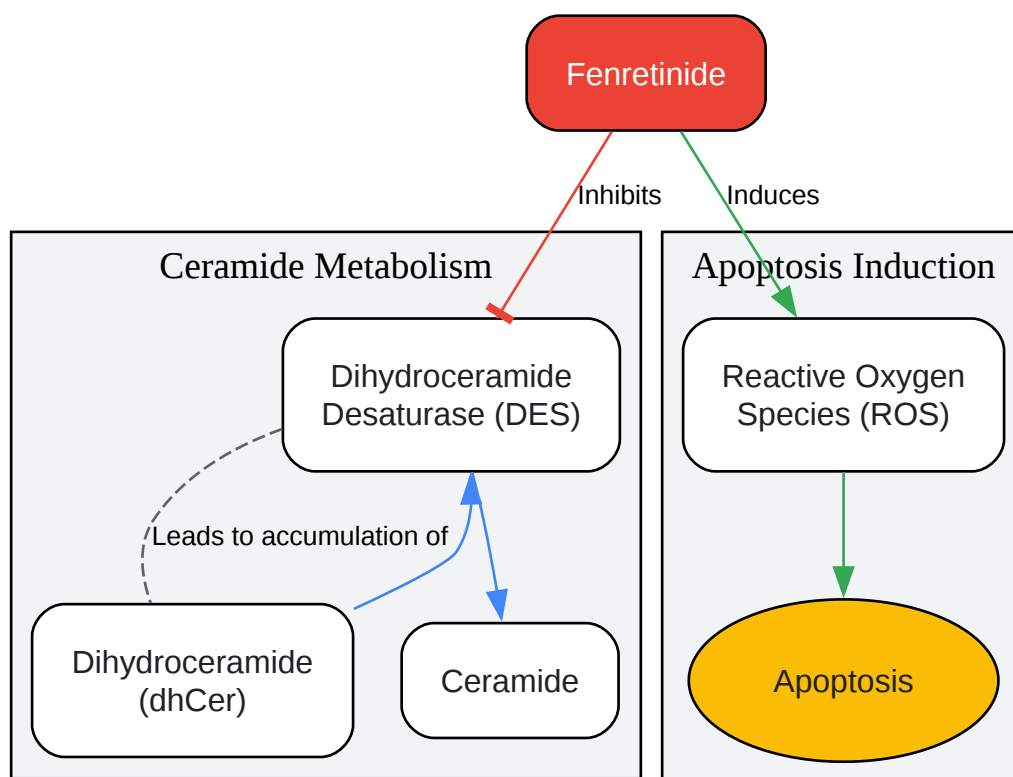 Fenretinide
Inhibits
Induces
Ceramide Metabolism
Apoptosis Induction
Dihydroceramide
Desaturase (DES)
Reactive Oxygen
Species (ROS)
Leads to accumulation of
Dihydroceramide
(dhCer)
Ceramide
Apoptosis